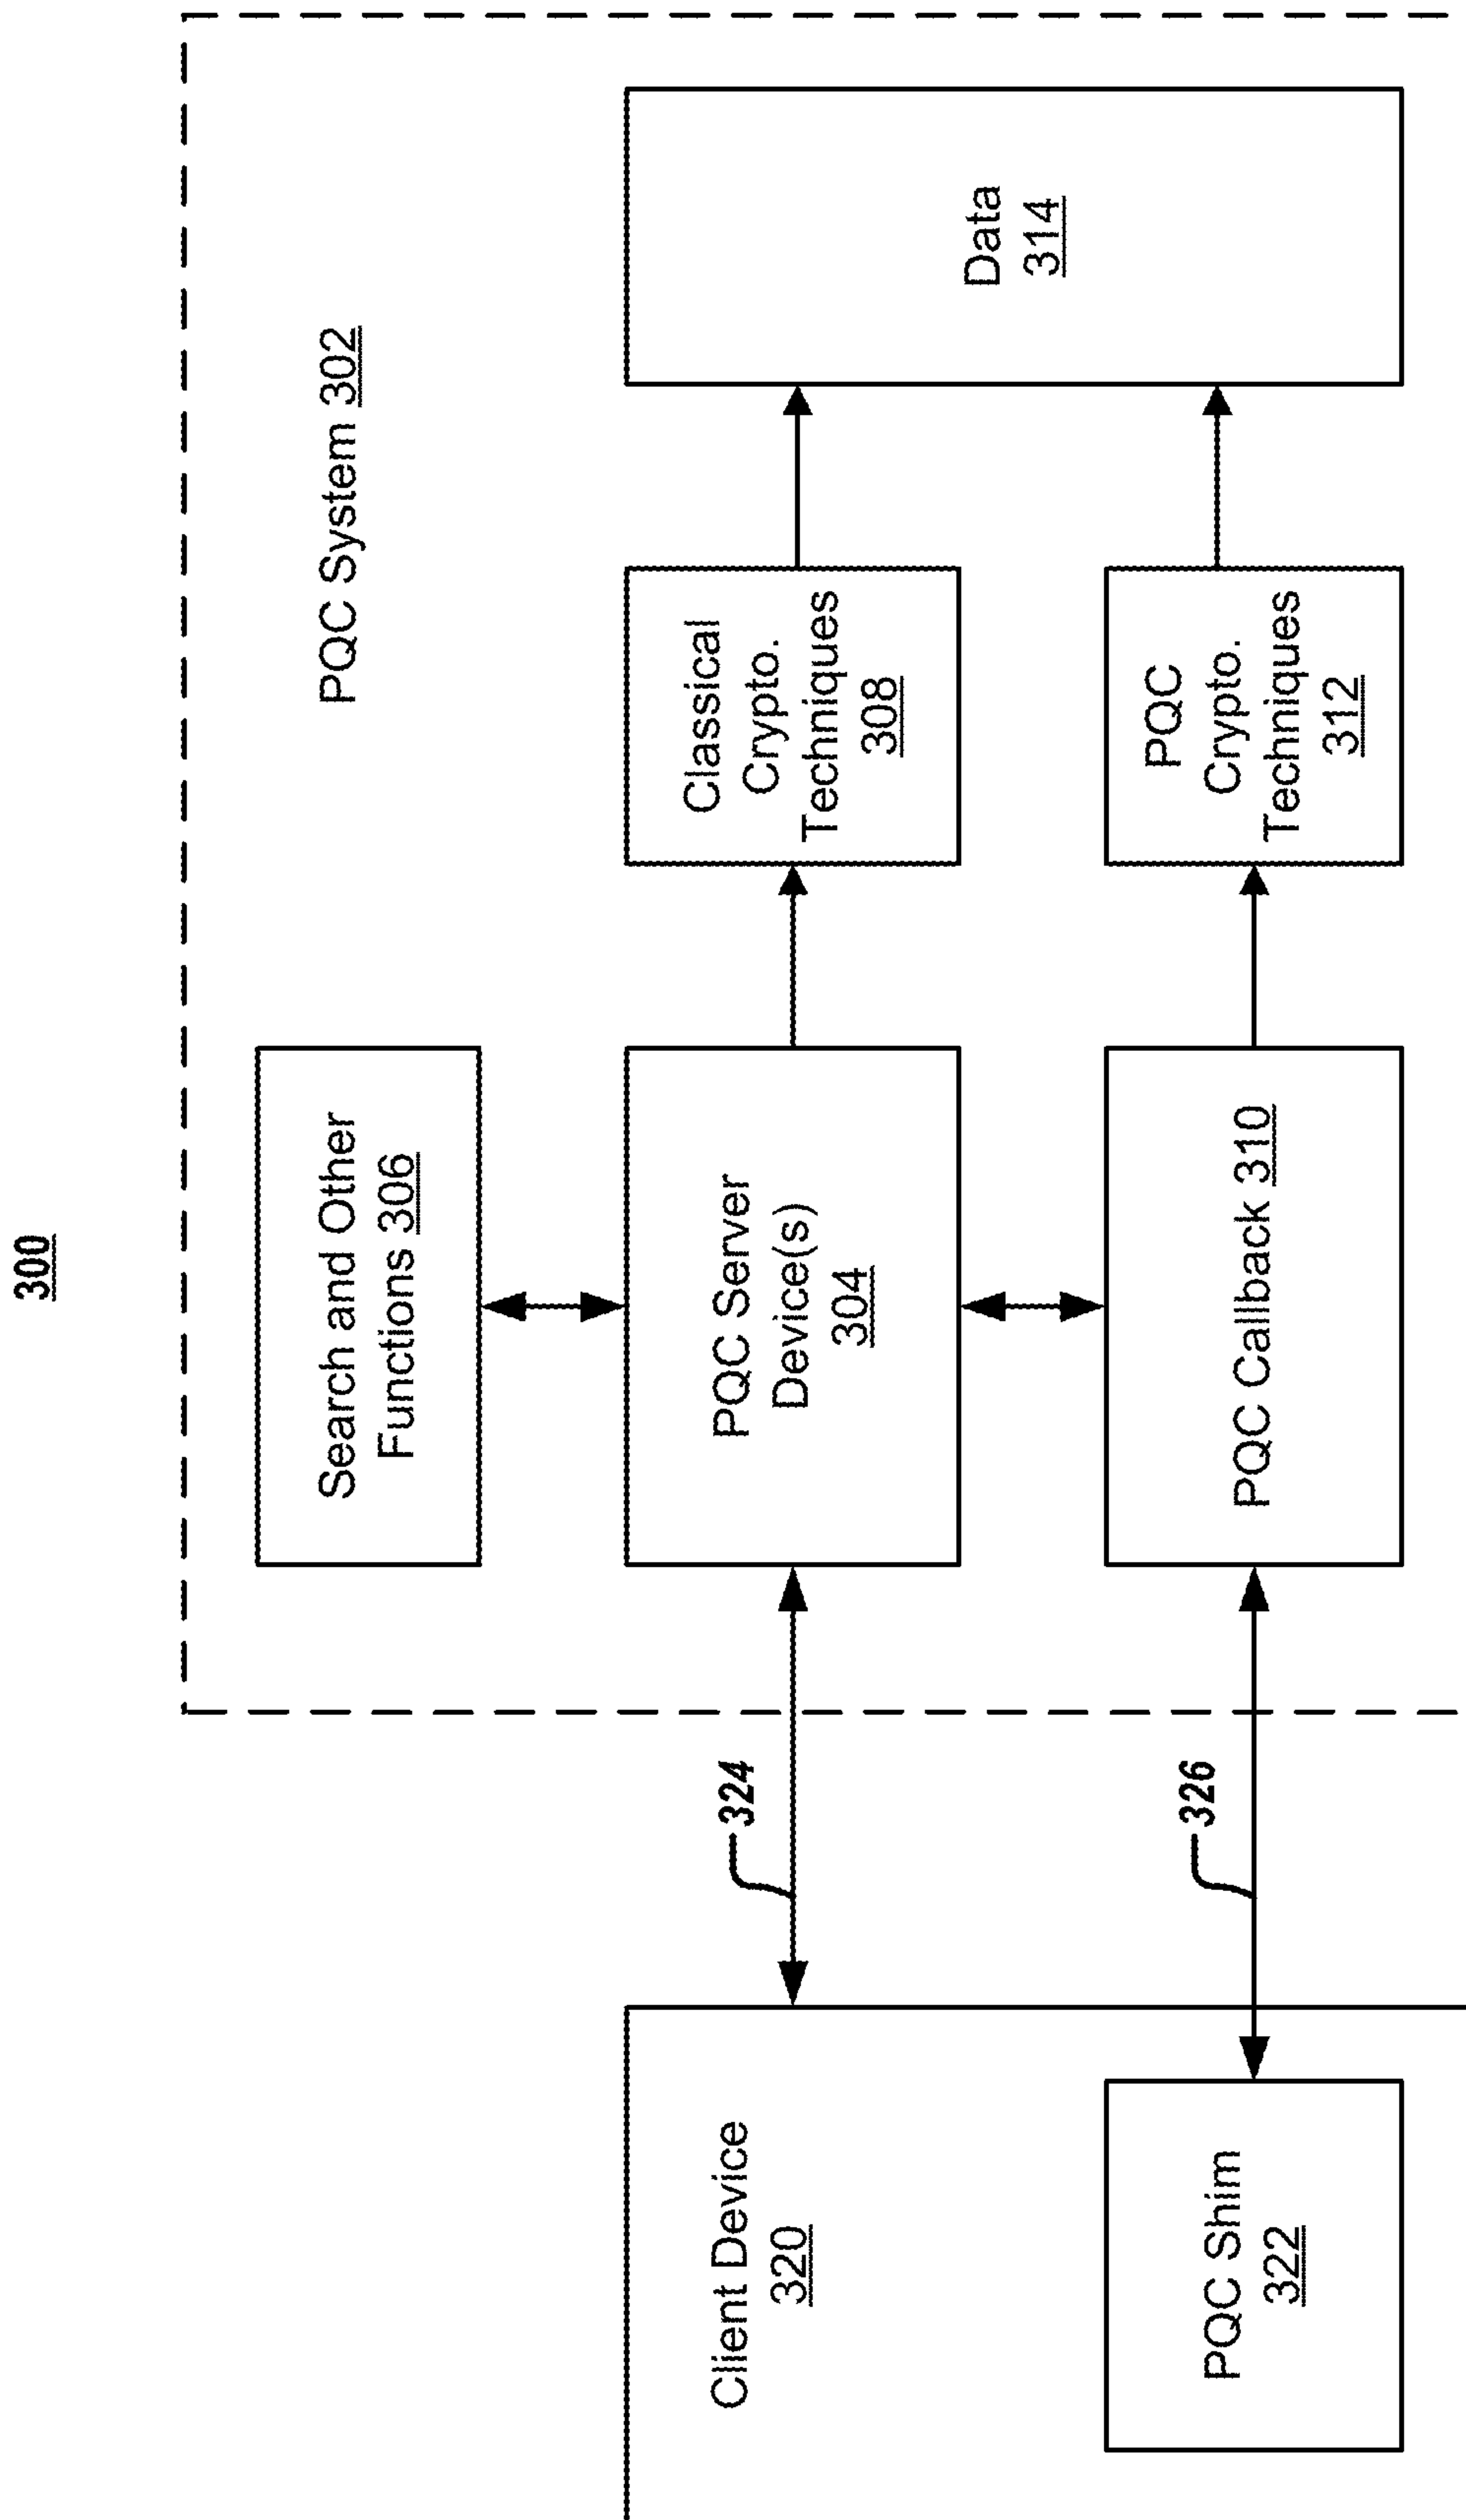 300
PQC System 302
Search and Other
Functions 306
Client Device
320
324
PQC Server
Device(s)
304
Classical
Crypto.
Techniques
308
Data
314
PQC Shim
322
326
PQC Callback 310
PQC
Crypto.
Techniques
312